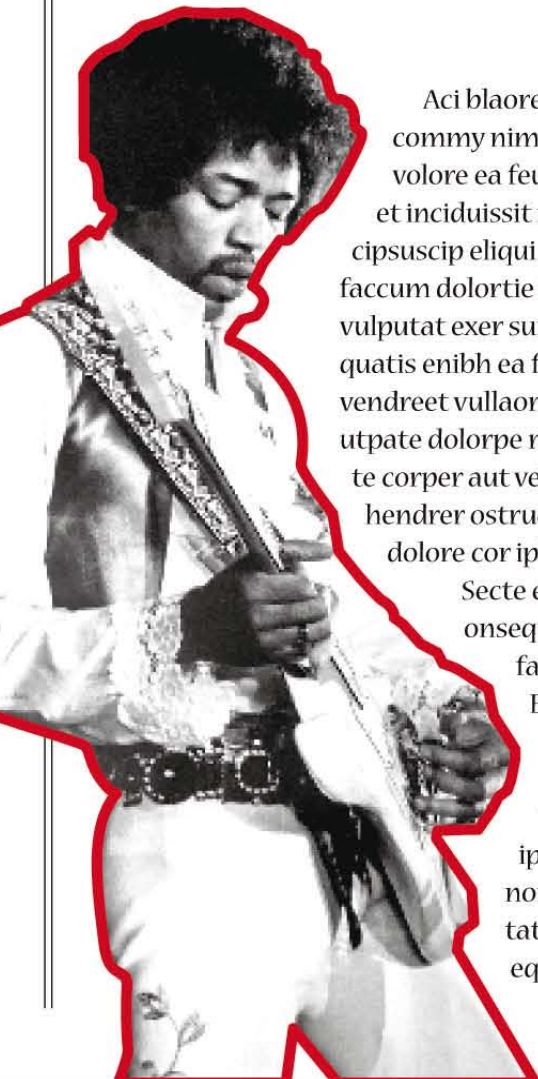 Aci blaore
commy nim
volore ea feu
et inciduissit
cipsuscip eliqui
faccum dolortie
vulputat exer su
quatis enibh ea f
vendreet vullaor
utpate dolorpe
te corper aut ve
hendrer ostru
dolore cor ip
Secte e
onseq
fa
E
ip
no
tat
eq